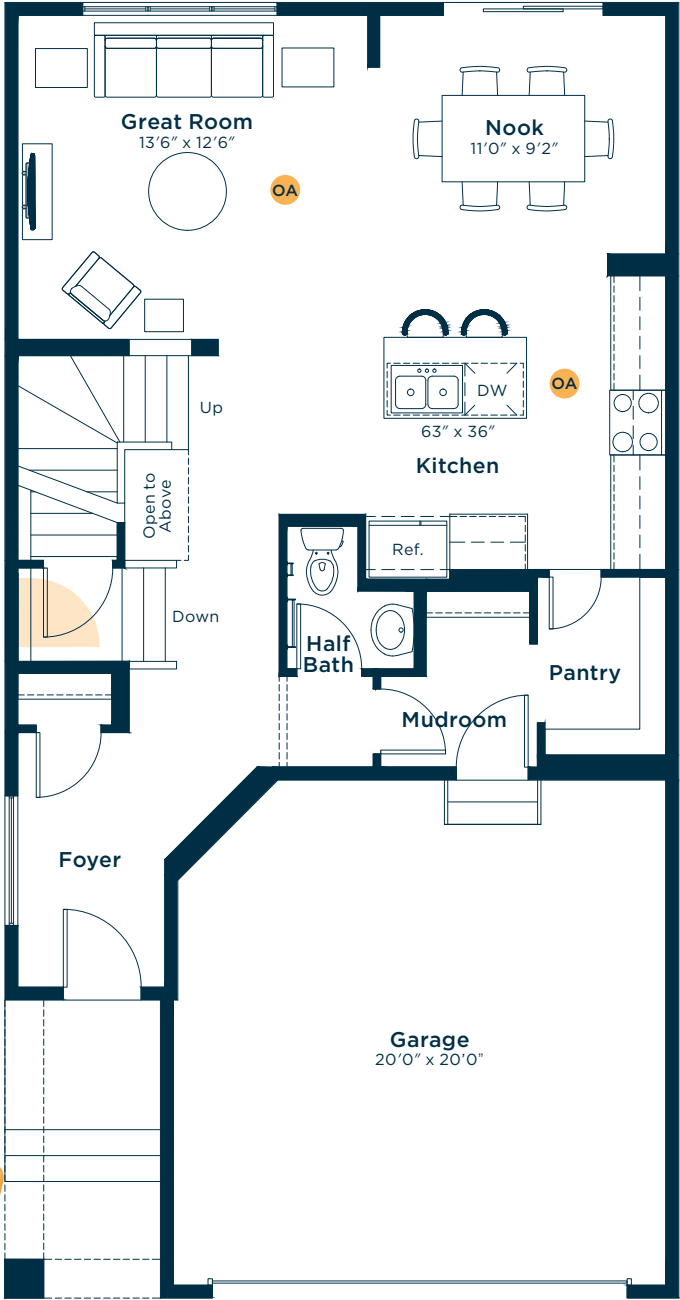 Great Room
13′6″ x 12′6″
Nook
11′0″ x 9′2″
OA
OA
DW
63″ x 36″
Kitchen
Up
Open to
Above
Ref.
Down
Half
Bath
Pantry
Mudroom
Foyer
Garage
20′0″ x 20′0”